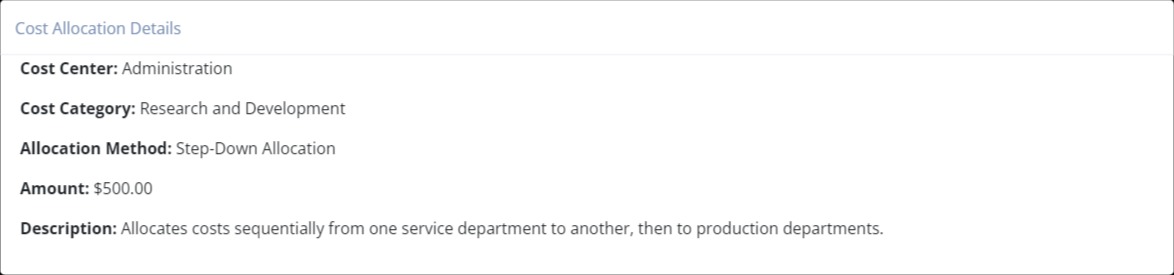 Cost Allocation Details
Cost Center: Administration
Cost Category: Research and Development
Allocation Method: Step-Down Allocation
Amount: $500.00
Description: Allocates costs sequentially from one service department to another, then to production departments.